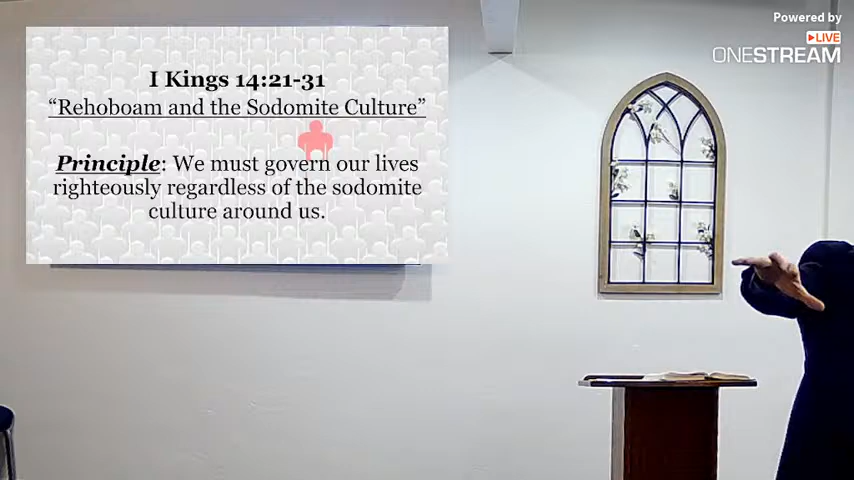 Powered by
LIVE
ONESTREAM
I Kings 14:21-31
“Rehoboam and the Sodomite Culture”
Principle: We must govern our lives
righteously regardless of the sodomite
culture around us.